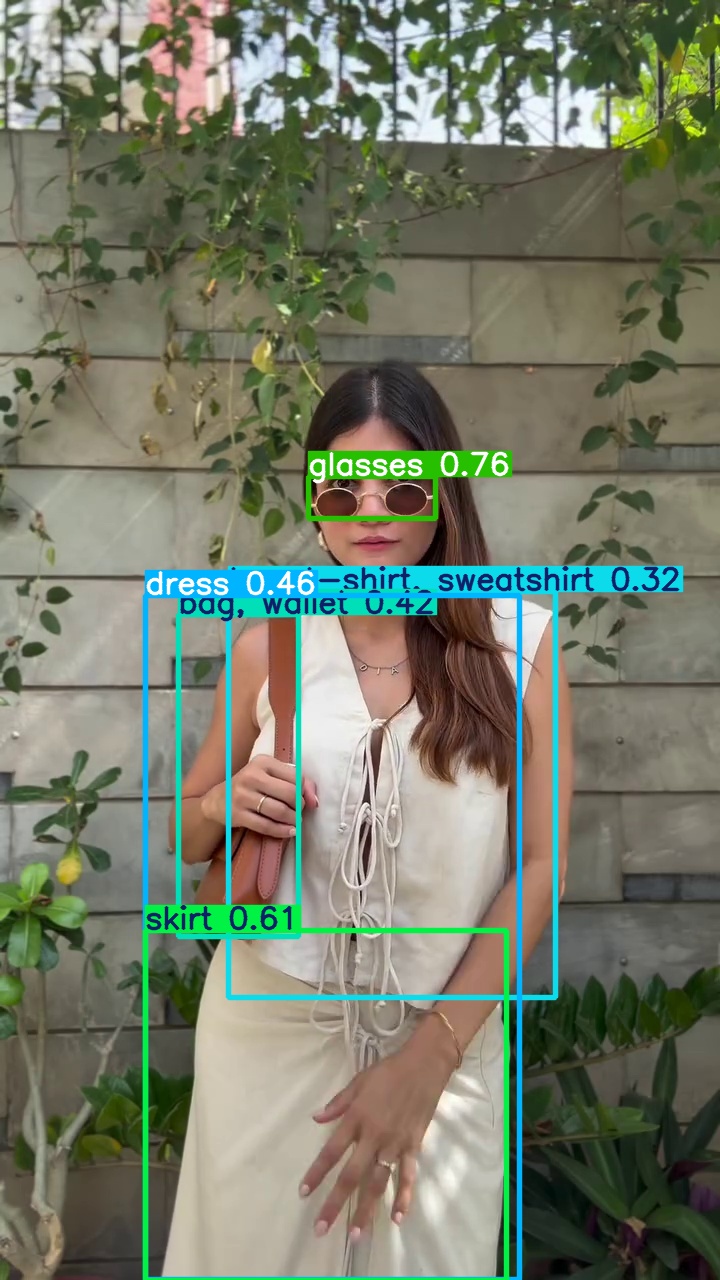 glasses 0.76
dress 0.46
t-shirt, sweatshirt 0.32
bag, wallet 0.42
skirt 0.61